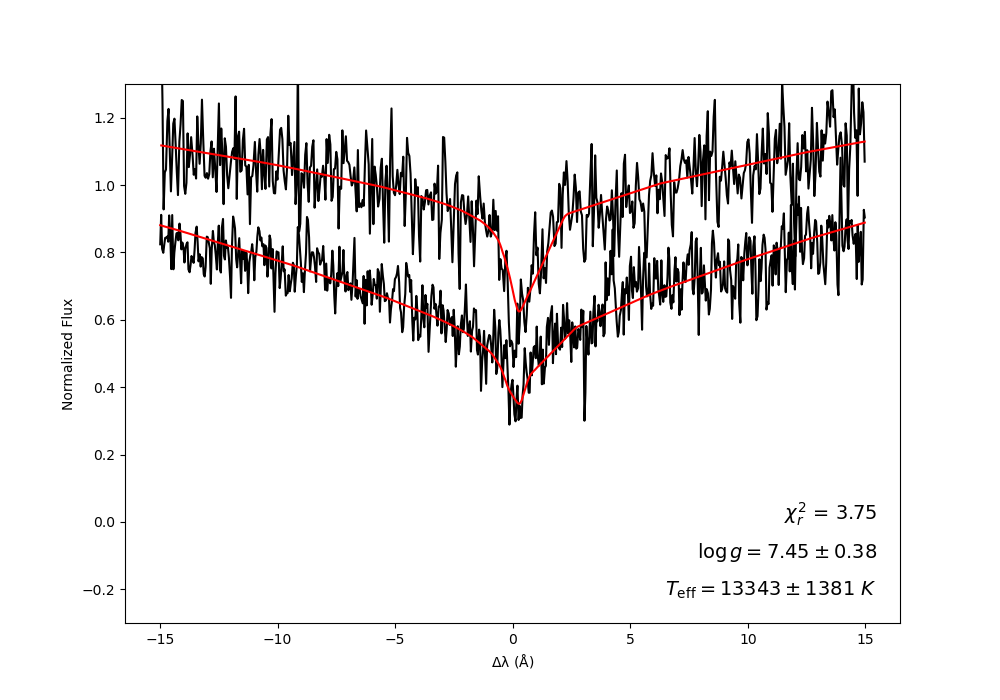 1.2
1.0
0.8
0.6
0.4
0.2
0.0
−0.2
Normalized Flux
χ²ᵣ = 3.75
log g = 7.45 ± 0.38
T_eff = 13343 ± 1381 K
−15 −10 −5 0 5 10 15
Δλ (Å)